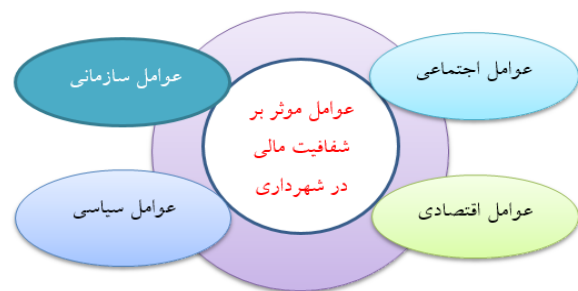 عوامل اجتماعی
عوامل سازمانی
عوامل موثر بر
شفافیت مالی
در شهرداری
عوامل اقتصادی
عوامل سیاسی